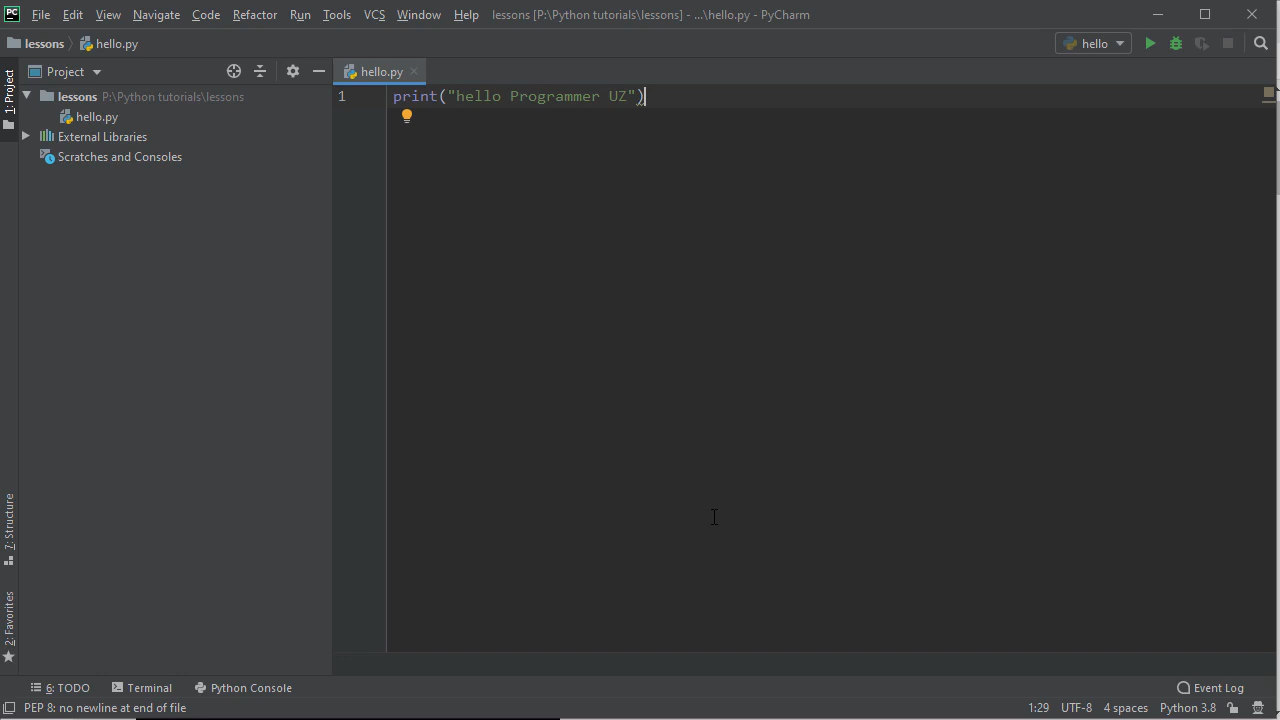 PC File Edit View Navigate Code Refactor Run Tools VCS Window Help lessons [P:\Python tutorials\lessons] - ...\hello.py - PyCharm
lessons hello.py hello
1: Project
Project
hello.py
lessons P:\Python tutorials\lessons
hello.py
External Libraries
Scratches and Consoles
1 print("hello Programmer UZ")
7: Structure
2: Favorites
6: TODO Terminal Python Console Event Log
PEP 8: no newline at end of file 1:29 UTF-8 4 spaces Python 3.8